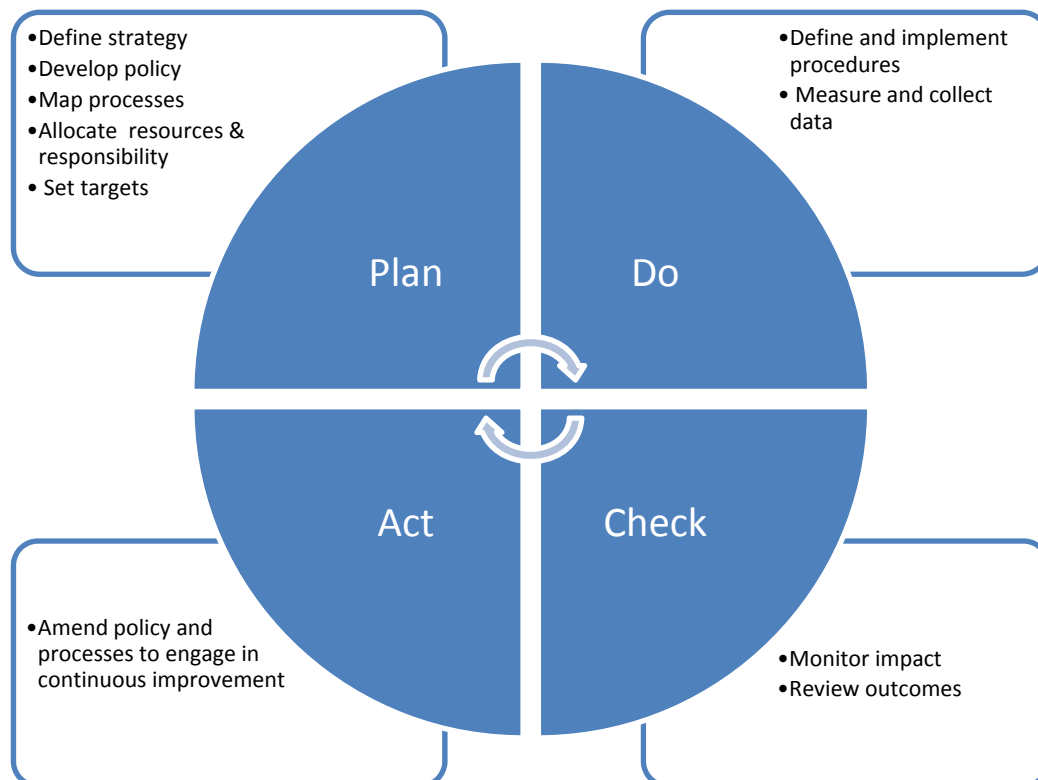 •Define strategy
•Develop policy
•Map processes
•Allocate  resources &
responsibility
• Set targets
•Define and implement
procedures
• Measure and collect
data
Plan
Do
Act
Check
•Amend policy and
processes to engage in
continuous improvement
•Monitor impact
•Review outcomes